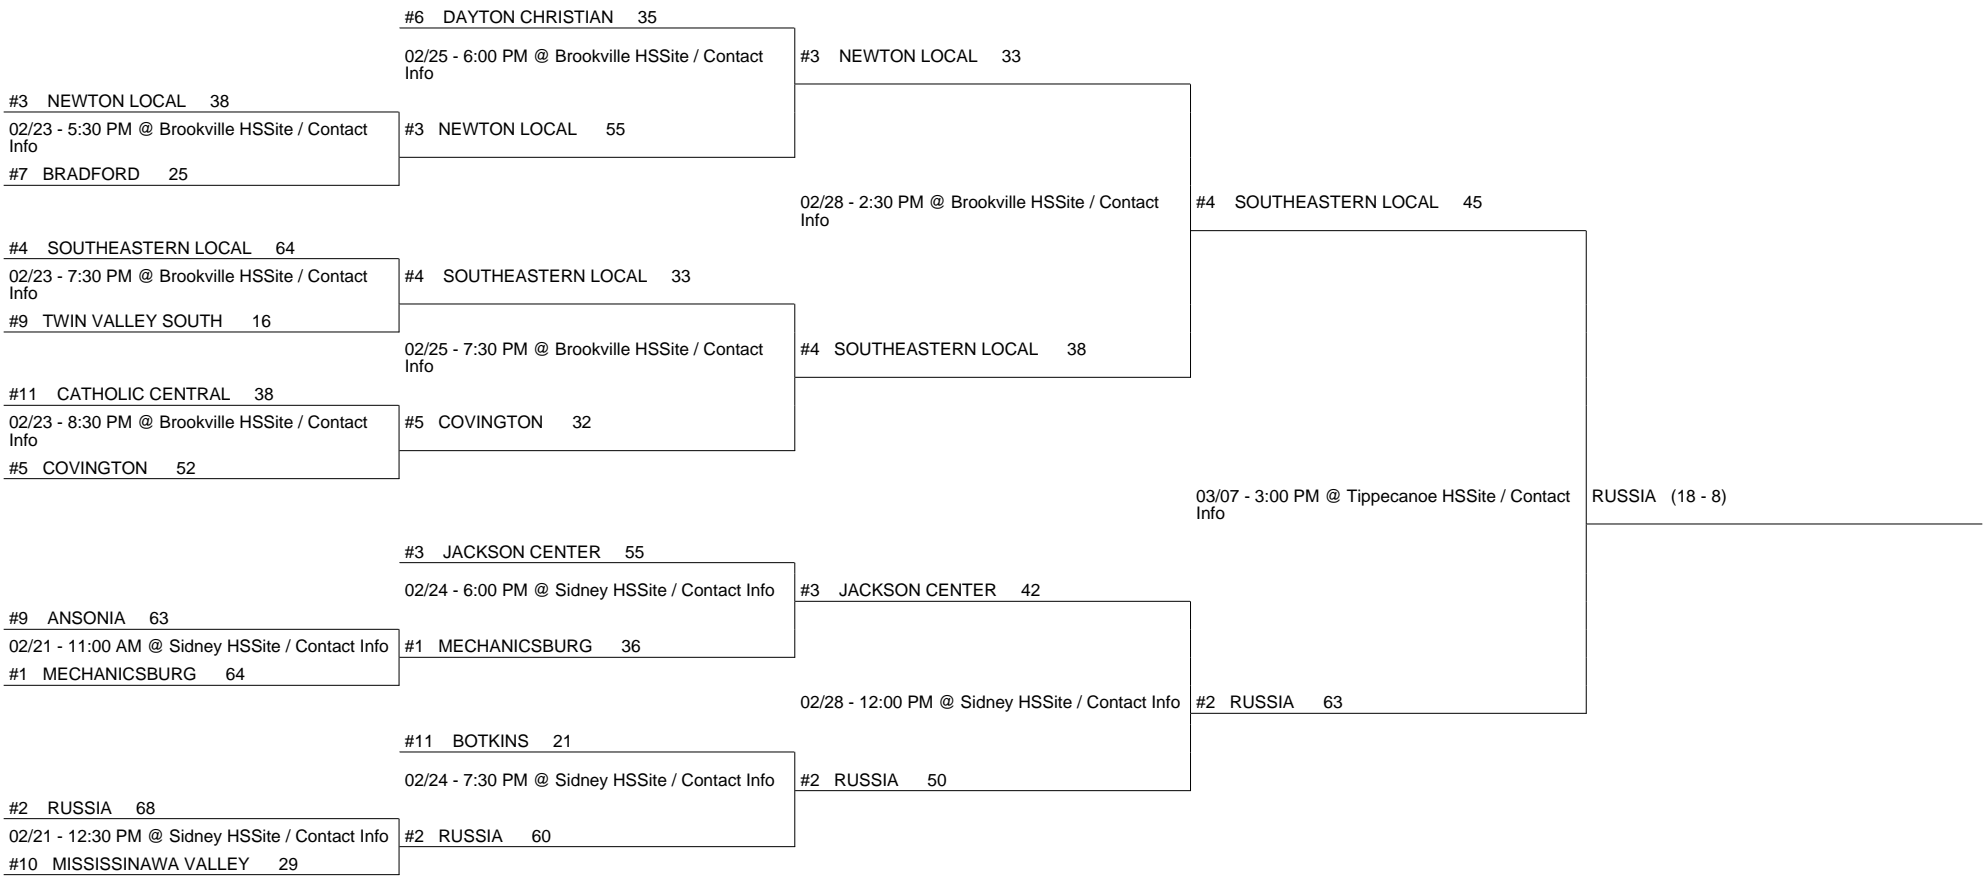 #6 DAYTON CHRISTIAN 35
02/25 - 6:00 PM @ Brookville HSSite / Contact
Info
#3 NEWTON LOCAL 33
#3 NEWTON LOCAL 38
02/23 - 5:30 PM @ Brookville HSSite / Contact
Info
#3 NEWTON LOCAL 55
#7 BRADFORD 25
02/28 - 2:30 PM @ Brookville HSSite / Contact
Info
#4 SOUTHEASTERN LOCAL 45
#4 SOUTHEASTERN LOCAL 64
02/23 - 7:30 PM @ Brookville HSSite / Contact
Info
#4 SOUTHEASTERN LOCAL 33
#9 TWIN VALLEY SOUTH 16
02/25 - 7:30 PM @ Brookville HSSite / Contact
Info
#4 SOUTHEASTERN LOCAL 38
#11 CATHOLIC CENTRAL 38
02/23 - 8:30 PM @ Brookville HSSite / Contact
Info
#5 COVINGTON 32
#5 COVINGTON 52
03/07 - 3:00 PM @ Tippecanoe HSSite / Contact
Info
RUSSIA (18 - 8)
#3 JACKSON CENTER 55
02/24 - 6:00 PM @ Sidney HSSite / Contact Info
#3 JACKSON CENTER 42
#9 ANSONIA 63
02/21 - 11:00 AM @ Sidney HSSite / Contact Info
#1 MECHANICSBURG 36
#1 MECHANICSBURG 64
02/28 - 12:00 PM @ Sidney HSSite / Contact Info
#2 RUSSIA 63
#11 BOTKINS 21
02/24 - 7:30 PM @ Sidney HSSite / Contact Info
#2 RUSSIA 50
#2 RUSSIA 68
02/21 - 12:30 PM @ Sidney HSSite / Contact Info
#2 RUSSIA 60
#10 MISSISSINAWA VALLEY 29